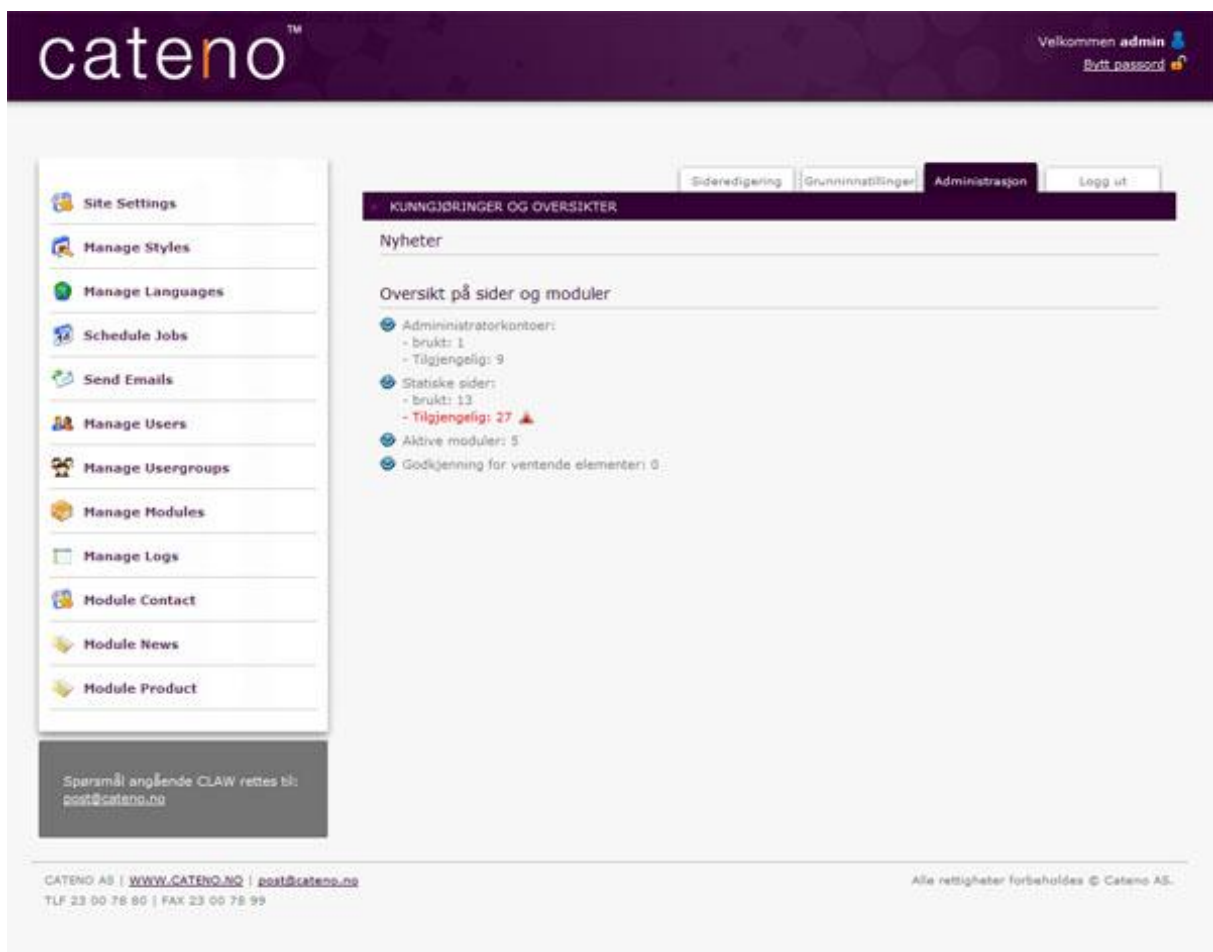 cateno™
Velkommen admin
Bytt passord
Site Settings
Manage Styles
Manage Languages
Schedule Jobs
Send Emails
Manage Users
Manage Usergroups
Manage Modules
Manage Logs
Module Contact
Module News
Module Product
Spørsmål angående CLAW rettes til:
post@cateno.no
Sideredigering
Grunninnstillinger
Administrasjon
Logg ut
KUNNGJØRINGER OG OVERSIKTER
Nyheter
Oversikt på sider og moduler
Admininistratorkontoer:
- brukt: 1
- Tilgjengelig: 9
Statiske sider:
- brukt: 13
- Tilgjengelig: 27
Aktive moduler: 5
Godkjenning for ventende elementer: 0
CATENO AS | WWW.CATENO.NO | post@cateno.no
TLF 23 00 78 80 | FAX 23 00 78 99
Alle rettigheter forbeholdes © Cateno AS.